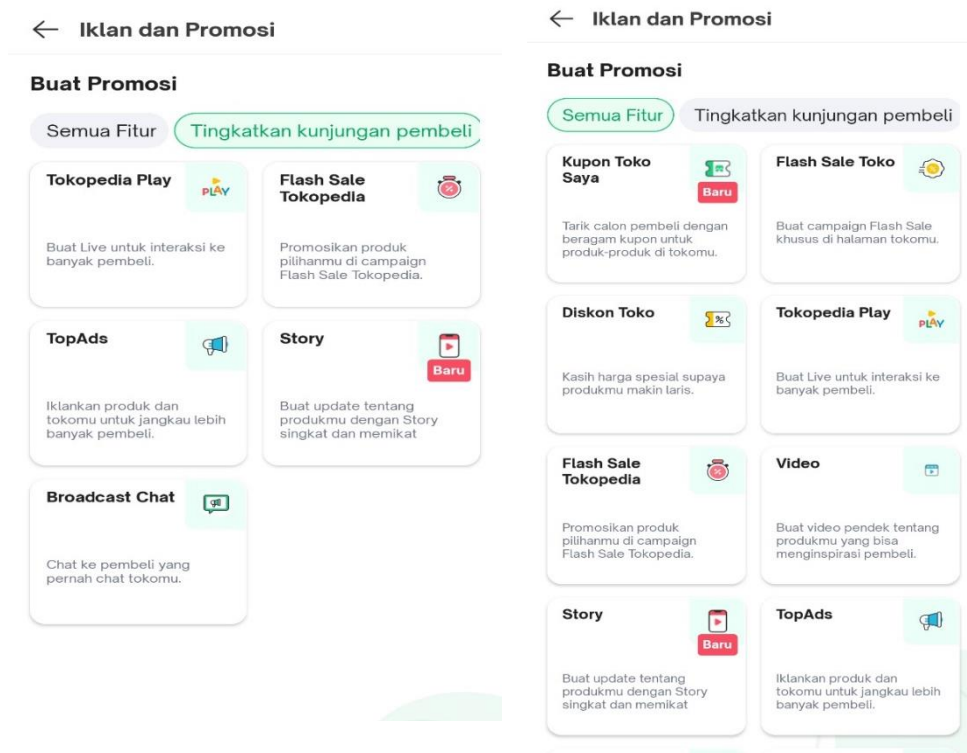 ← Iklan dan Promosi
Buat Promosi
Semua Fitur
Tingkatkan kunjungan pembeli
Tokopedia Play
PLAY
Buat Live untuk interaksi ke
banyak pembeli.
Flash Sale
Tokopedia
Promosikan produk
pilihanmu di campaign
Flash Sale Tokopedia.
TopAds
Iklankan produk dan
tokomu untuk jangkau lebih
banyak pembeli.
Story
Baru
Buat update tentang
produkmu dengan Story
singkat dan memikat
Broadcast Chat
Chat ke pembeli yang
pernah chat tokomu.
← Iklan dan Promosi
Buat Promosi
Semua Fitur
Tingkatkan kunjungan pembeli
Kupon Toko
Saya
Baru
Tarik calon pembeli dengan
beragam kupon untuk
produk-produk di tokomu.
Flash Sale Toko
Buat campaign Flash Sale
khusus di halaman tokomu.
Diskon Toko
%
Kasih harga spesial supaya
produkmu makin laris.
Tokopedia Play
PLAY
Buat Live untuk interaksi ke
banyak pembeli.
Flash Sale
Tokopedia
Promosikan produk
pilihanmu di campaign
Flash Sale Tokopedia.
Video
Buat video pendek tentang
produkmu yang bisa
menginspirasi pembeli.
Story
Baru
Buat update tentang
produkmu dengan Story
singkat dan memikat
TopAds
Iklankan produk dan
tokomu untuk jangkau lebih
banyak pembeli.